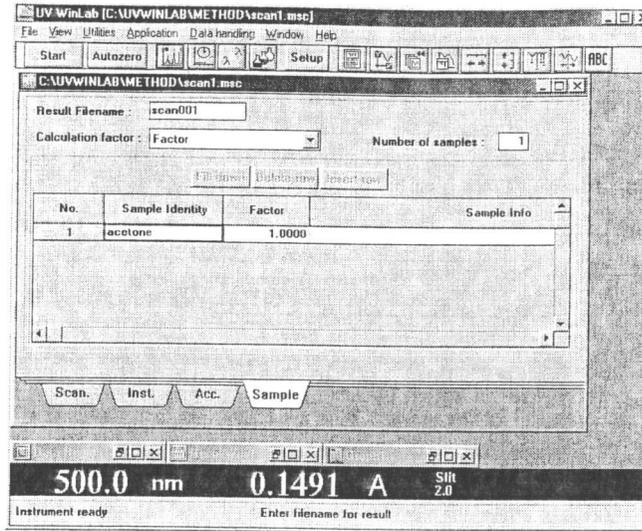 UV WinLab [C:\UVWINLAB\METHOD\scan1.msc]
File View Utilities Application Data handling Window Help
Start Autozero λ λ Setup ABC
C:\UVWINLAB\METHOD\scan1.msc
Result Filename : scan001
Calculation factor : Factor Number of samples : 1
Fill down Delete row Insert row
No. Sample Identity Factor Sample Info
1 acetone 1.0000
Scan. Inst. Acc. Sample
500.0 nm 0.1491 A Slit 2.0
Instrument ready Enter filename for result